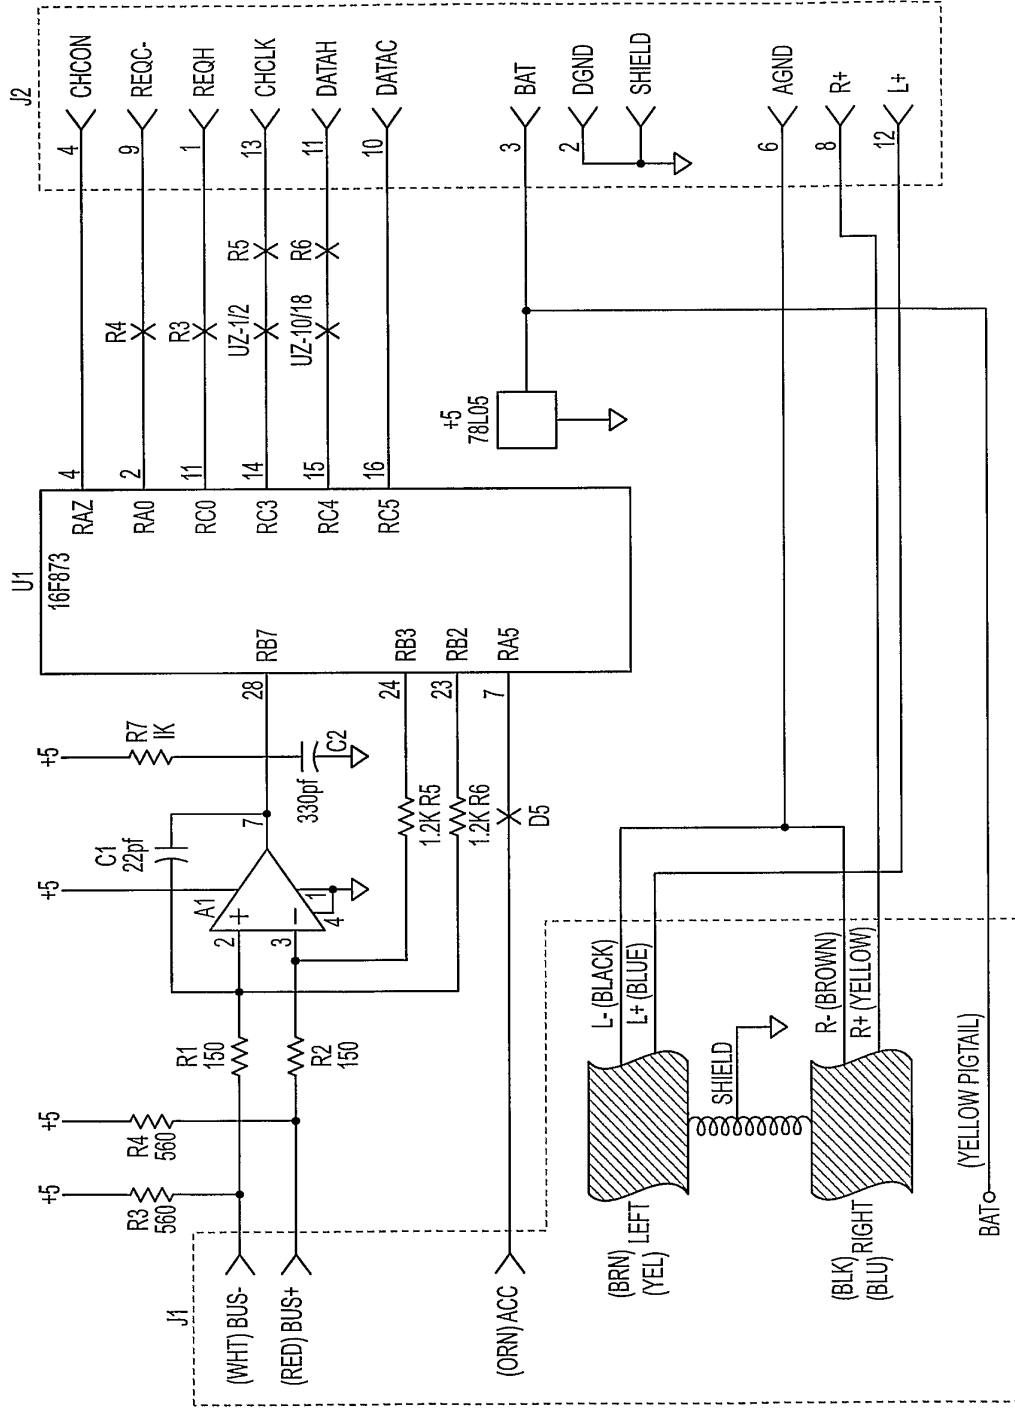 J2
CHCON
REQC-
REQH
CHCLK
DATAH
DATAC
BAT
DGND
SHIELD
AGND
R+
L+
4
9
1
13
11
10
3
2
6
8
12
R4
R3
UZ-1/2
R5
UZ-10/18
R6
+5
78L05
U1
16F873
4
2
11
14
15
16
RAZ
RA0
RC0
RC3
RC4
RC5
RB7
RB3
RB2
RA5
28
24
23
7
+5
R7
IK
C2
330pf
1.2K R5
1.2K R6
D5
C1
22pf
7
+5
A1
+
−
2
3
1
4
R1
150
R2
150
+5
R4
560
+5
R3
560
J1
(WHT) BUS-
(RED) BUS+
(ORN) ACC
L- (BLACK)
L+ (BLUE)
SHIELD
R- (BROWN)
R+ (YELLOW)
(BRN)
LEFT
(YEL)
(BLK)
RIGHT
(BLU)
(YELLOW PIGTAIL)
BAT